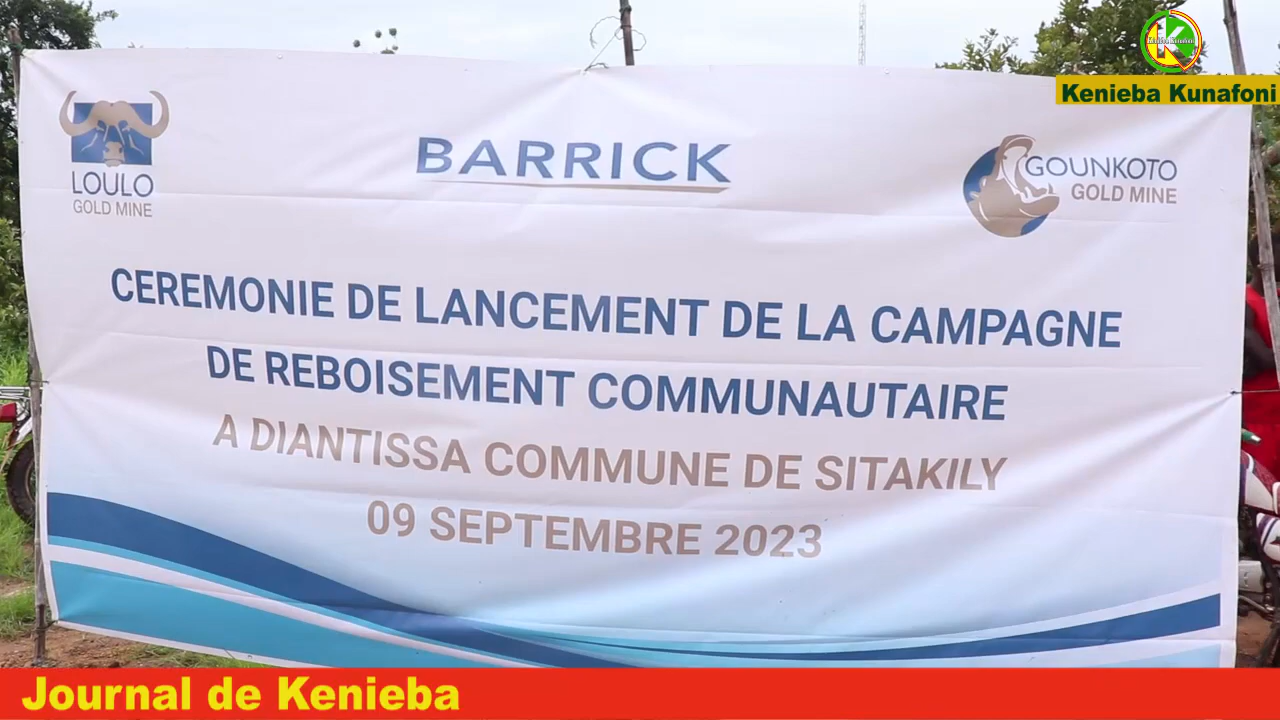 Kenieba Kunafoni
LOULO
GOLD MINE
BARRICK
GOUNKOTO
GOLD MINE
CEREMONIE DE LANCEMENT DE LA CAMPAGNE
DE REBOISEMENT COMMUNAUTAIRE
A DIANTISSA COMMUNE DE SITAKILY
09 SEPTEMBRE 2023
Journal de Kenieba